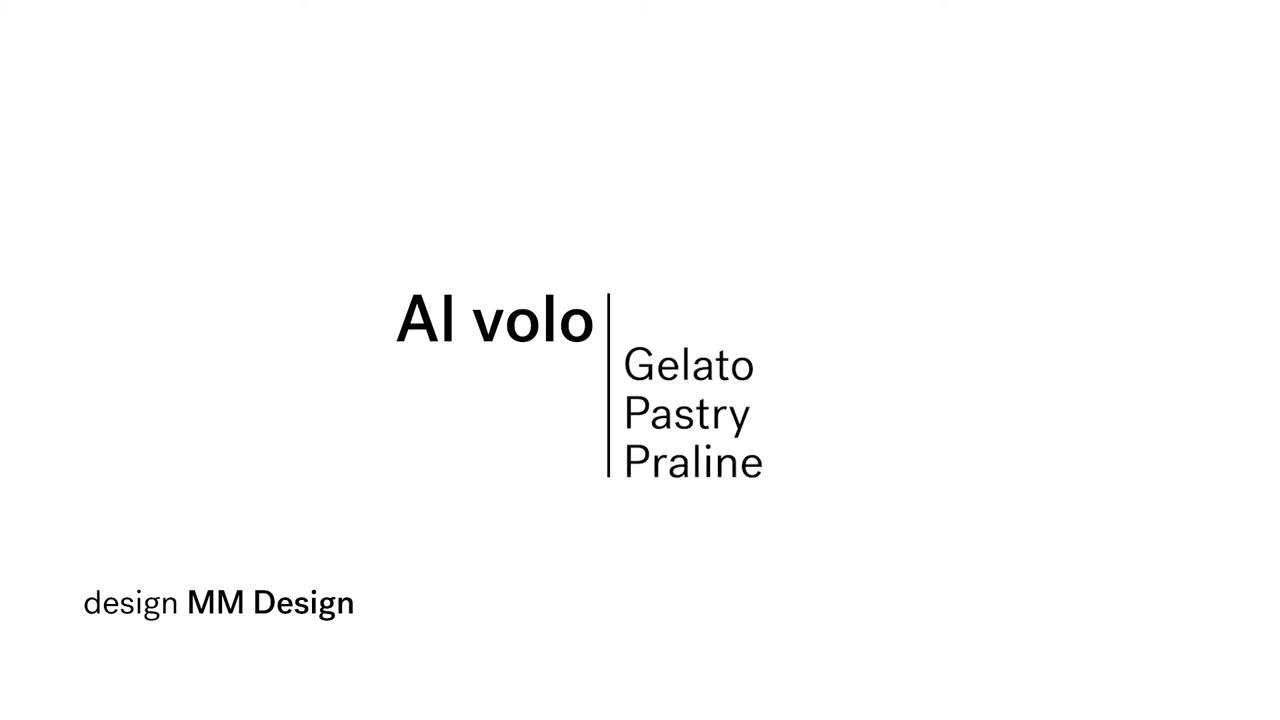 Al volo
Gelato
Pastry
Praline
design MM Design